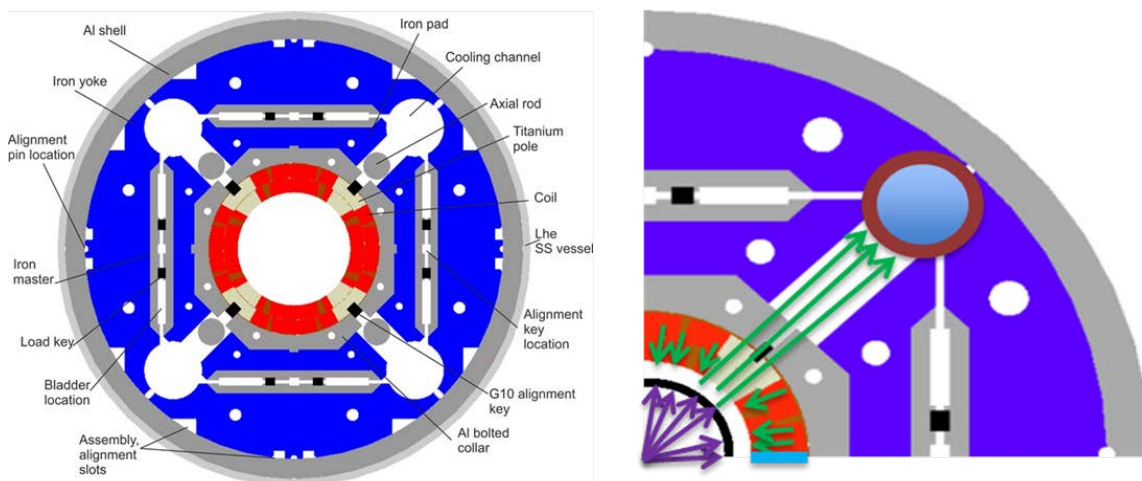 Al shell
Iron yoke
Alignment
pin location
Iron
master
Load key
Bladder
location
Assembly,
alignment
slots
Iron pad
Cooling channel
Axial rod
Titanium
pole
Coil
Lhe
SS vessel
Alignment
key
location
G10 alignment
key
Al bolted
collar